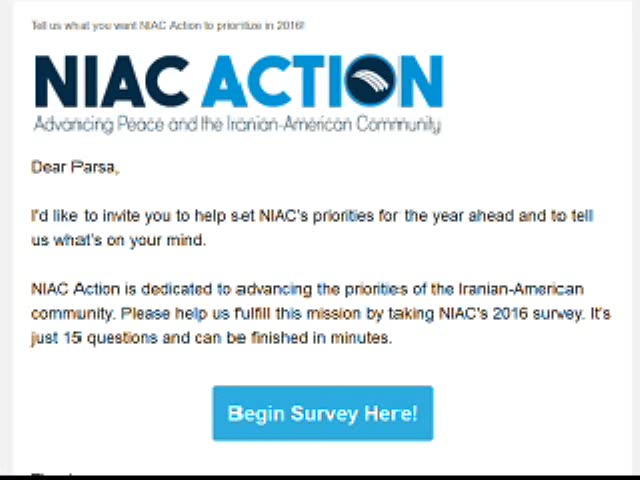 Tell us what you want NIAC Action to prioritize in 2016!
NIAC ACTION
Advancing Peace and the Iranian-American Community
Dear Parsa,
I'd like to invite you to help set NIAC's priorities for the year ahead and to tell
us what's on your mind.
NIAC Action is dedicated to advancing the priorities of the Iranian-American
community. Please help us fulfill this mission by taking NIAC's 2016 survey. It's
just 15 questions and can be finished in minutes.
Begin Survey Here!